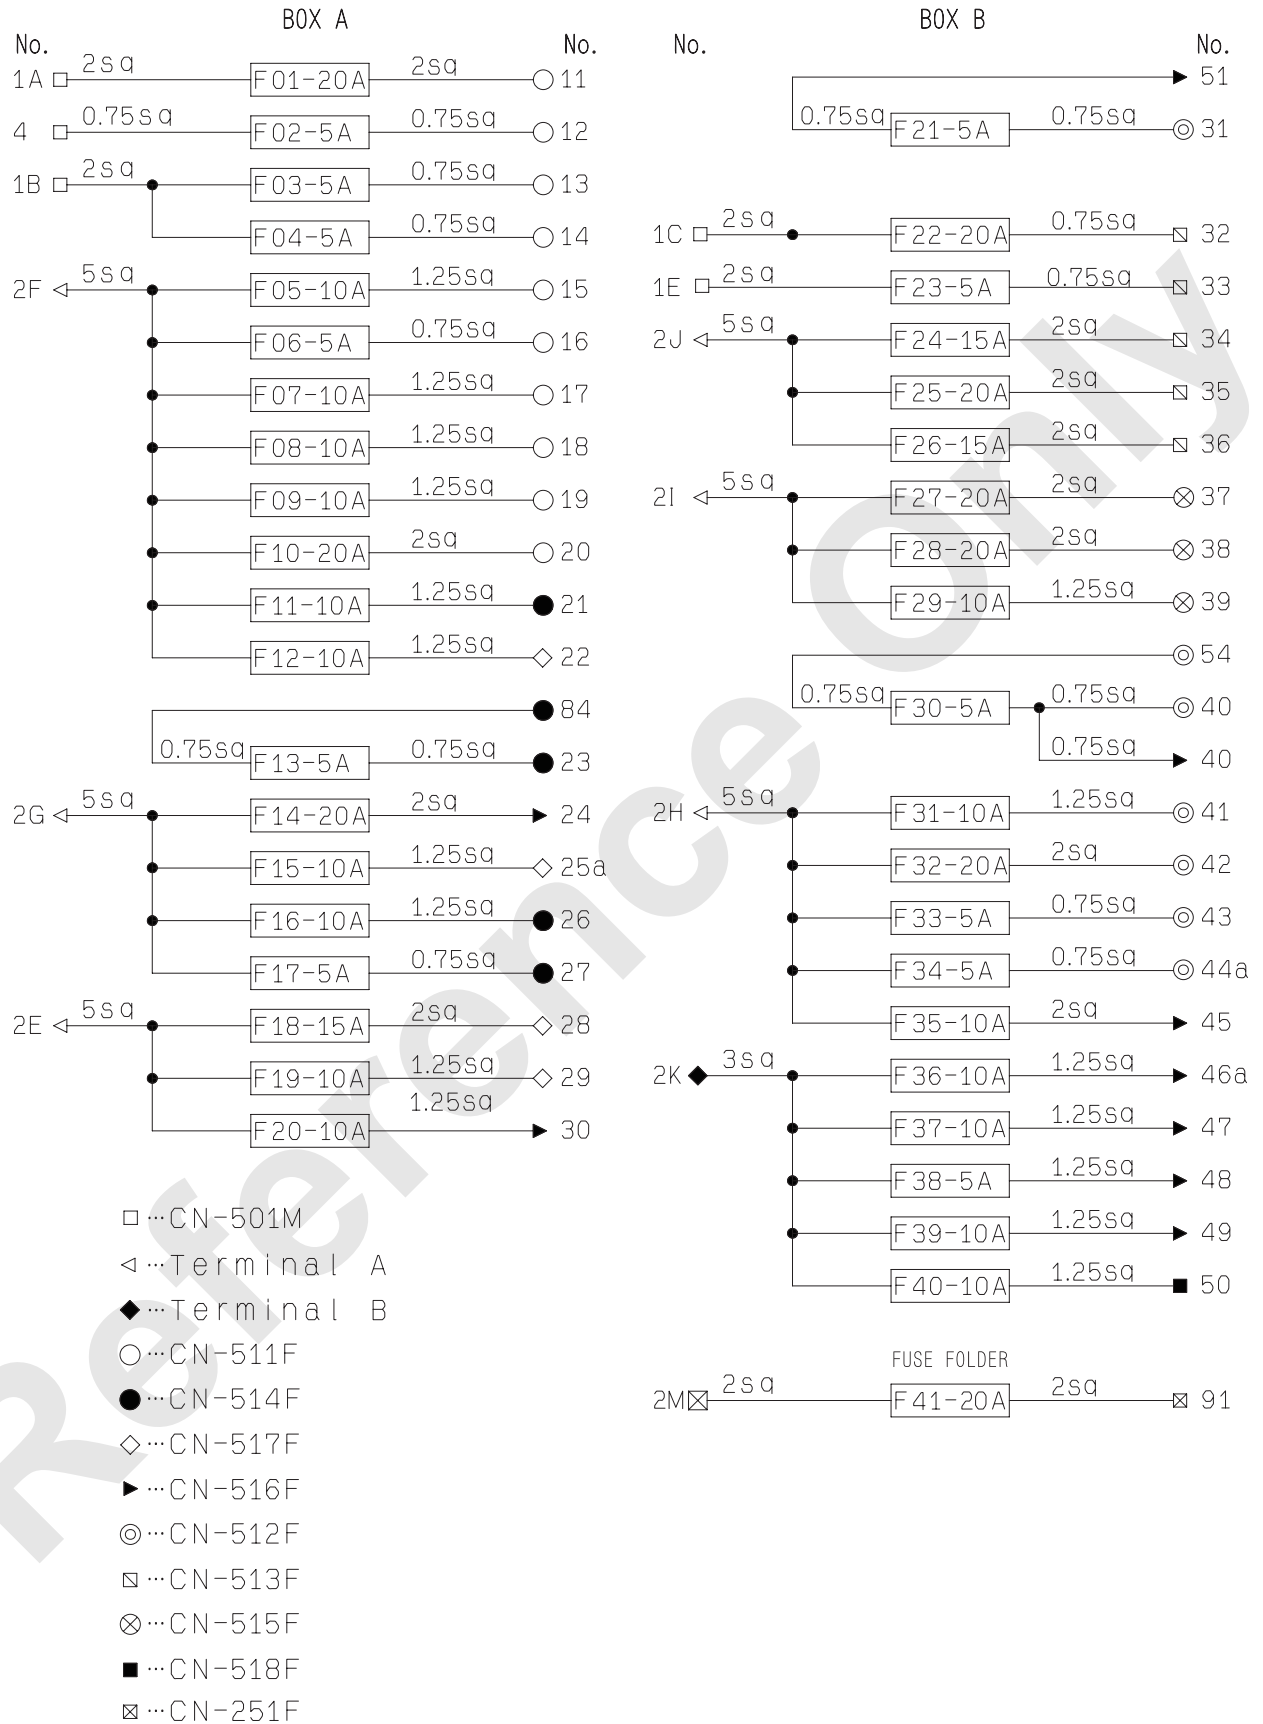 BOX A
No. No.
1A 2sq F01-20A 2sq 11
4 0.75sq F02-5A 0.75sq 12
1B 2sq F03-5A 0.75sq 13
F04-5A 0.75sq 14
2F 5sq F05-10A 1.25sq 15
F06-5A 0.75sq 16
F07-10A 1.25sq 17
F08-10A 1.25sq 18
F09-10A 1.25sq 19
F10-20A 2sq 20
F11-10A 1.25sq 21
F12-10A 1.25sq 22
84
0.75sq F13-5A 0.75sq 23
2G 5sq F14-20A 2sq 24
F15-10A 1.25sq 25a
F16-10A 1.25sq 26
F17-5A 0.75sq 27
2E 5sq F18-15A 2sq 28
F19-10A 1.25sq 29
F20-10A 1.25sq 30
…CN-501M
…Terminal A
…Terminal B
…CN-511F
…CN-514F
…CN-517F
…CN-516F
…CN-512F
…CN-513F
…CN-515F
…CN-518F
…CN-251F
BOX B
No. No.
51
0.75sq F21-5A 0.75sq 31
1C 2sq F22-20A 0.75sq 32
1E 2sq F23-5A 0.75sq 33
2J 5sq F24-15A 2sq 34
F25-20A 2sq 35
F26-15A 2sq 36
2I 5sq F27-20A 2sq 37
F28-20A 2sq 38
F29-10A 1.25sq 39
54
0.75sq F30-5A 0.75sq 40
0.75sq 40
2H 5sq F31-10A 1.25sq 41
F32-20A 2sq 42
F33-5A 0.75sq 43
F34-5A 0.75sq 44a
F35-10A 2sq 45
2K 3sq F36-10A 1.25sq 46a
F37-10A 1.25sq 47
F38-5A 1.25sq 48
F39-10A 1.25sq 49
F40-10A 1.25sq 50
FUSE FOLDER
2M 2sq F41-20A 2sq 91
Reference Only